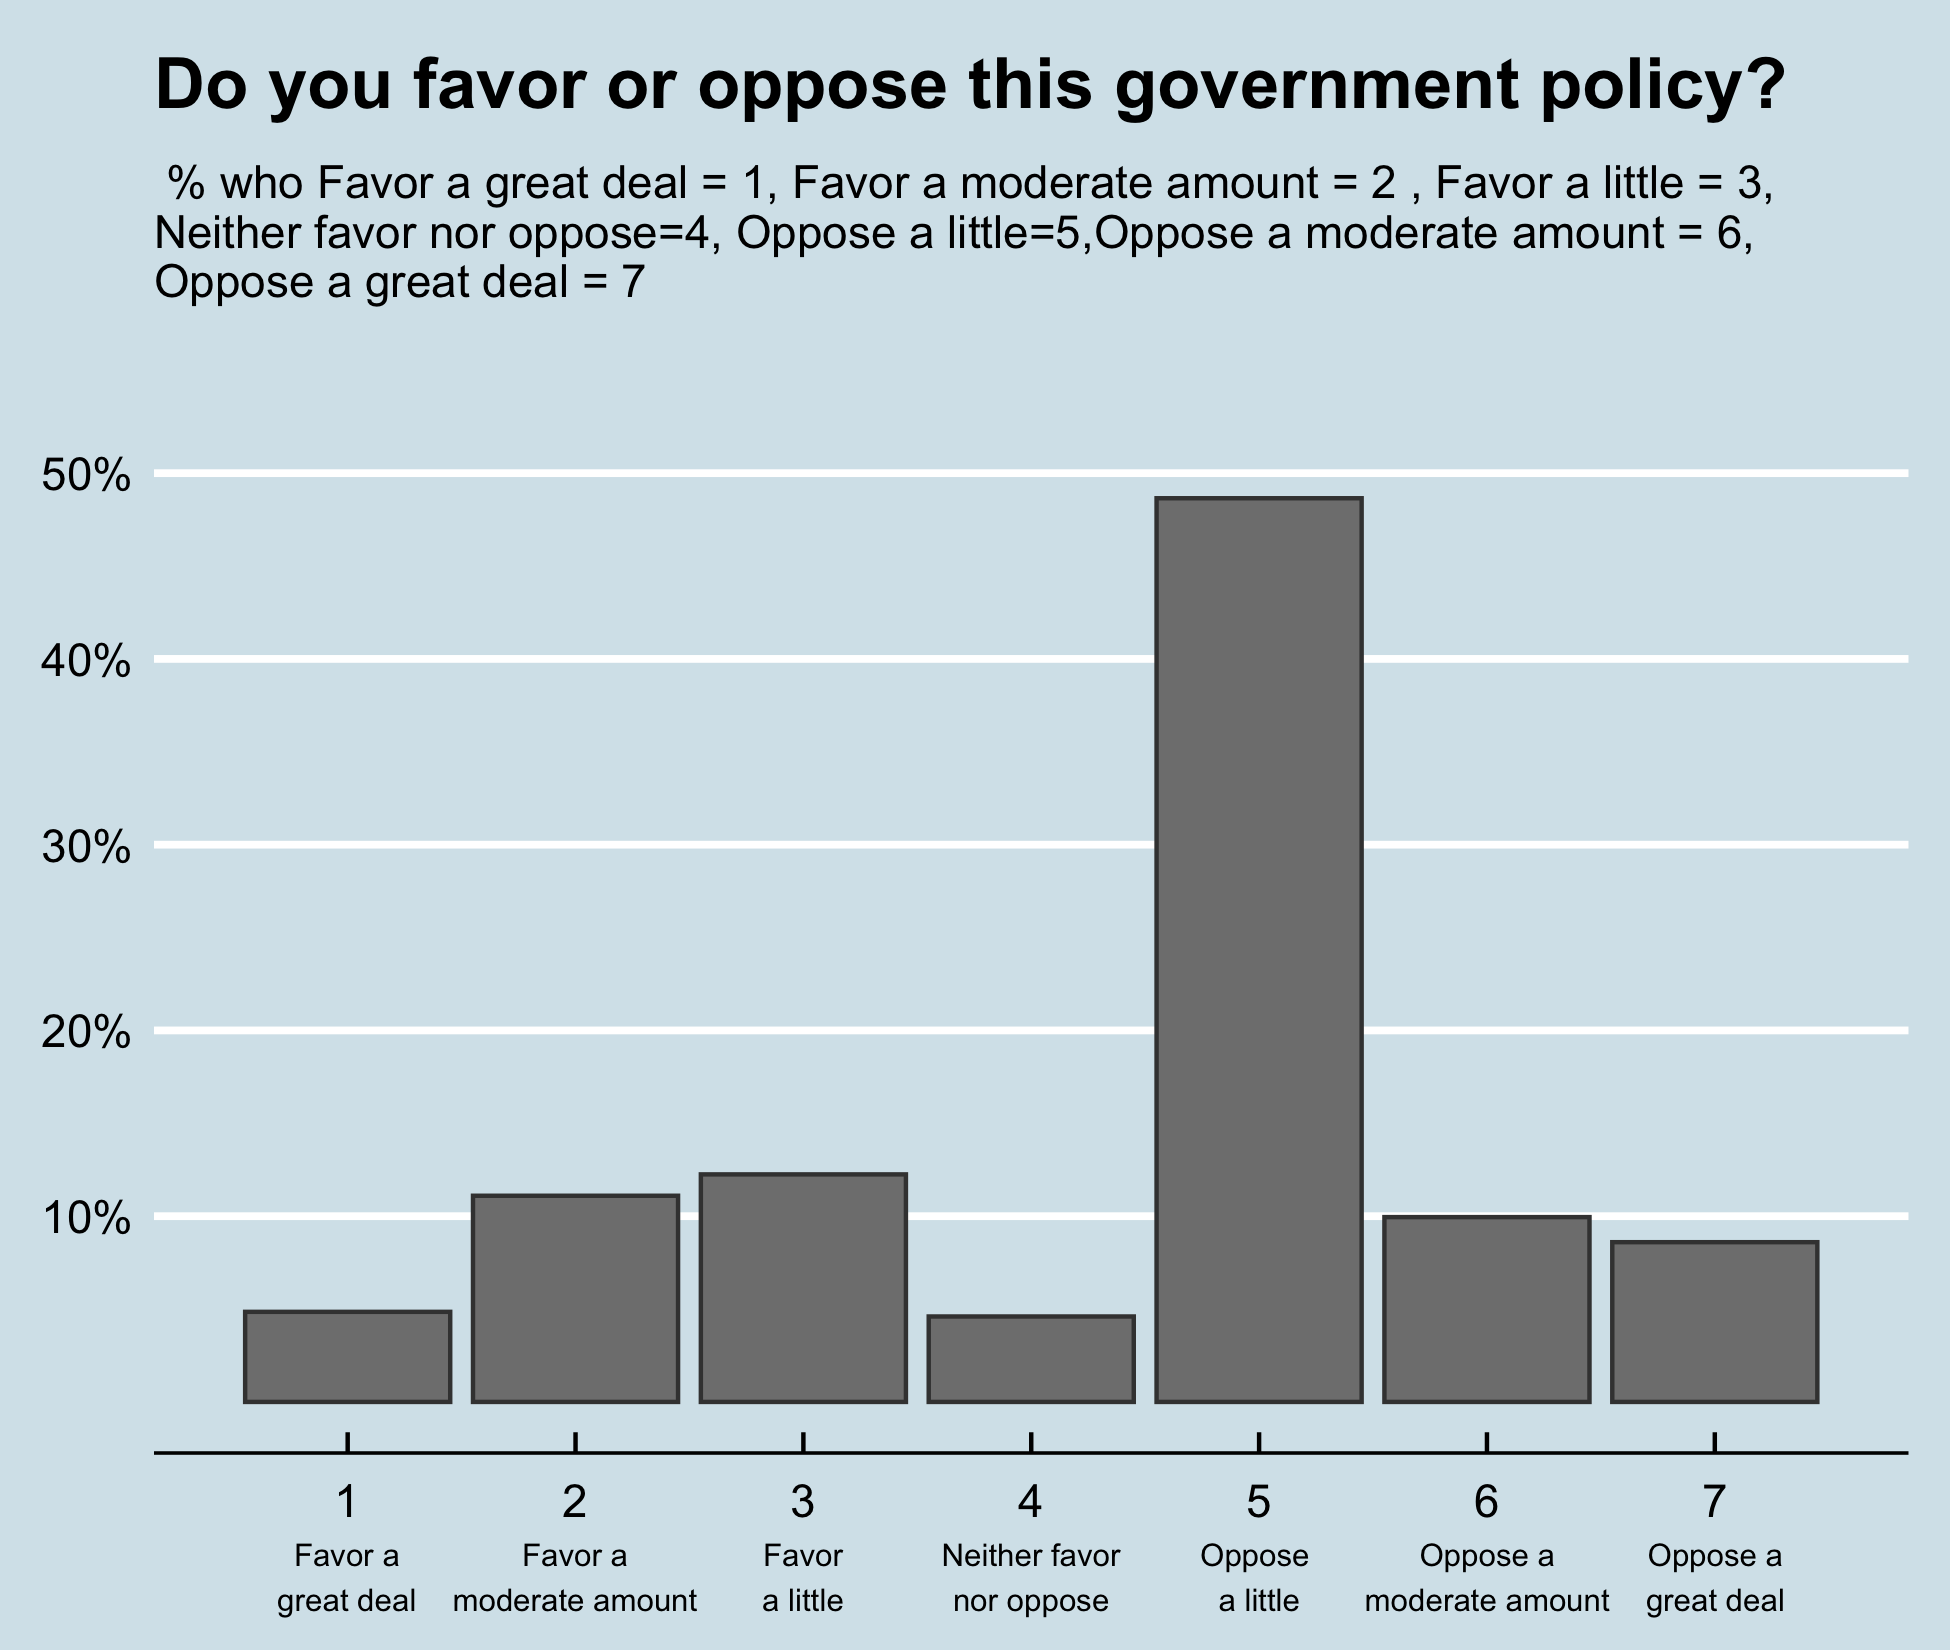 Do you favor or oppose this government policy?
% who Favor a great deal = 1, Favor a moderate amount = 2 , Favor a little = 3,
Neither favor nor oppose=4, Oppose a little=5,Oppose a moderate amount = 6,
Oppose a great deal = 7
50%
40%
30%
20%
10%
1 2 3 4 5 6 7
Favor a Favor a Favor Neither favor Oppose Oppose a Oppose a
great deal moderate amount a little nor oppose a little moderate amount great deal